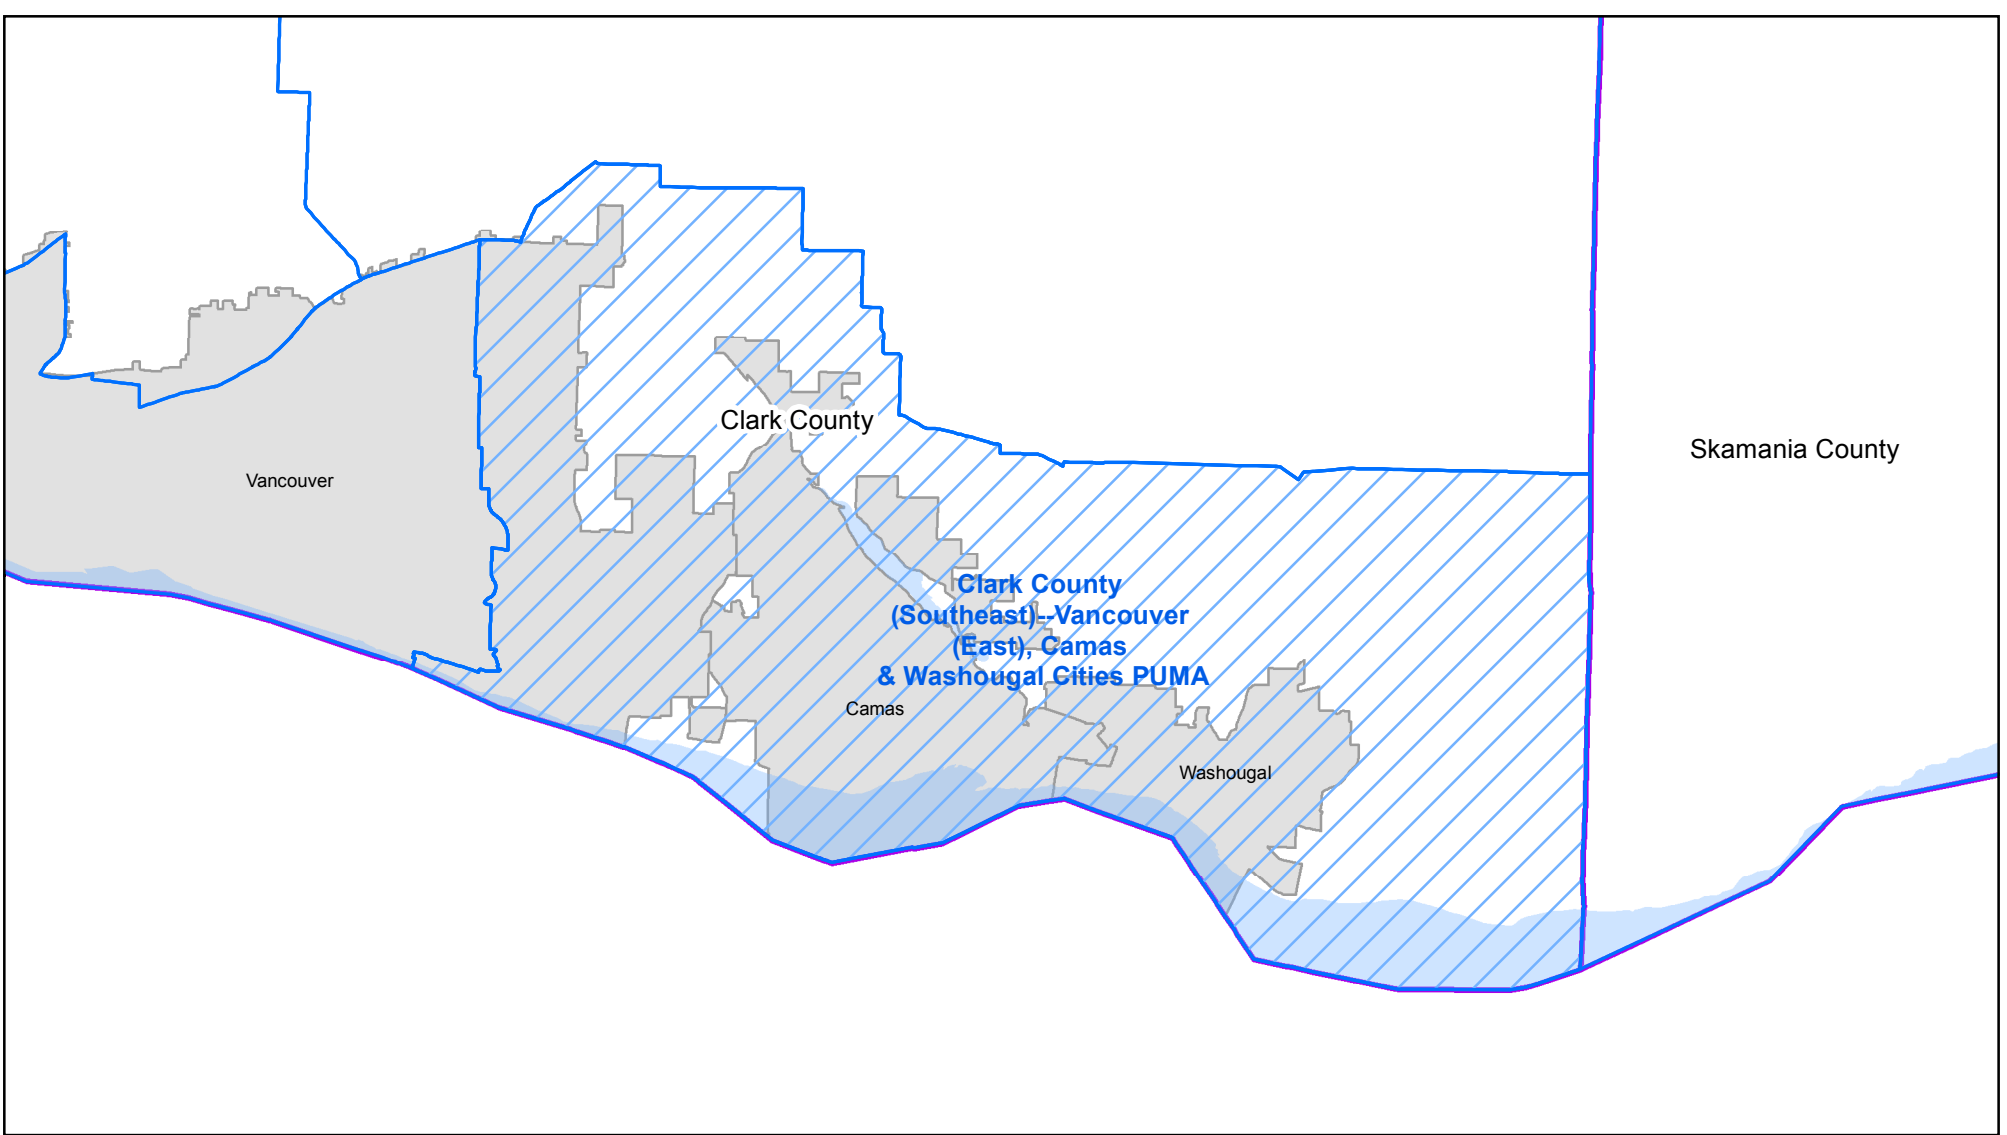 Clark County
Skamania County
Vancouver
Clark County
(Southeast)--Vancouver
(East), Camas
& Washougal Cities PUMA
Camas
Washougal